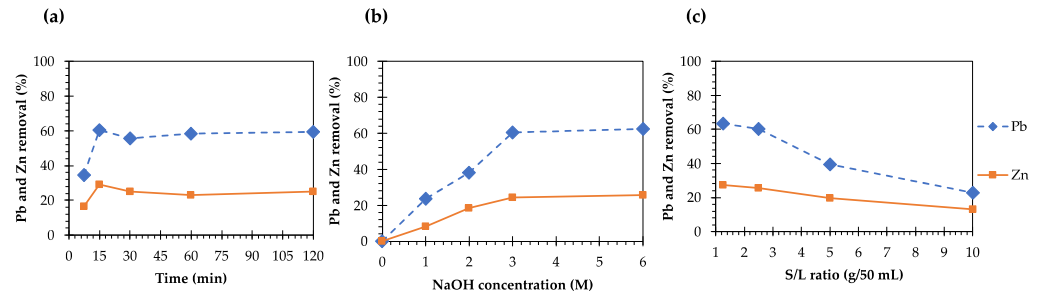 (a)
Pb and Zn removal (%)
100
80
60
40
20
0
0 15 30 45 60 75 90 105 120
Time (min)
(b)
Pb and Zn removal (%)
100
80
60
40
20
0
0 1 2 3 4 5 6
NaOH concentration (M)
(c)
Pb and Zn removal (%)
100
80
60
40
20
0
1 2 3 4 5 6 7 8 9 10
S/L ratio (g/50 mL)
Pb
Zn